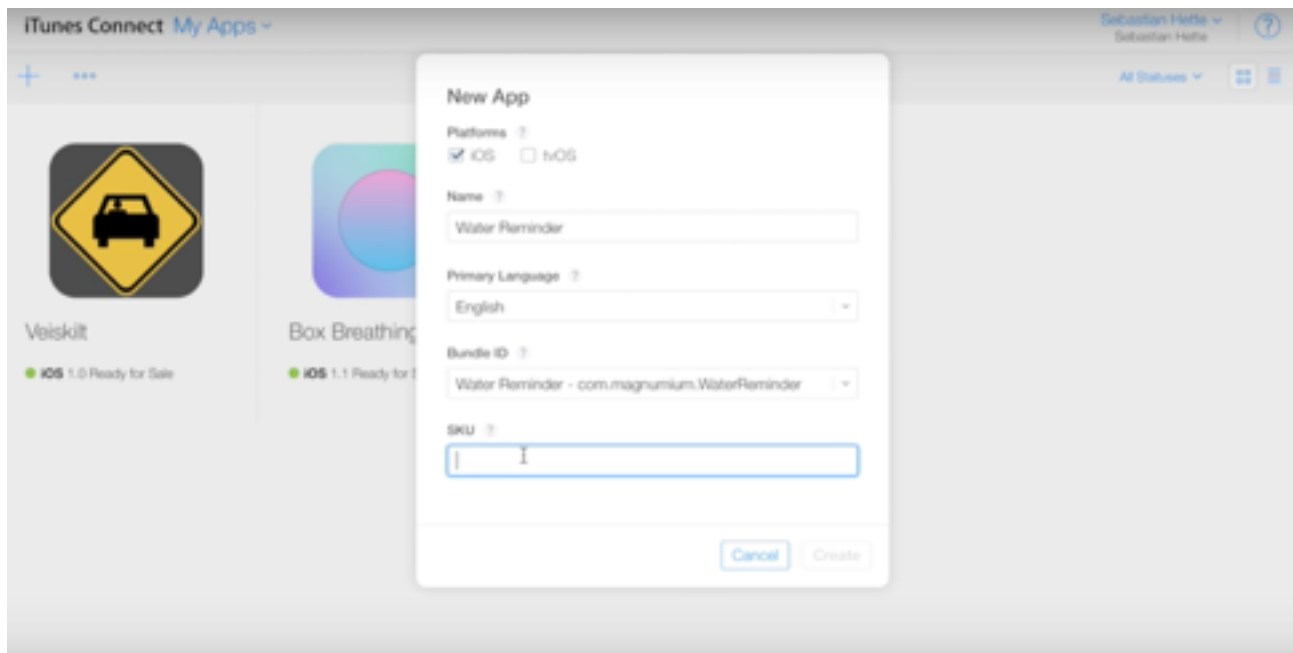 iTunes Connect My Apps
Sebastian Hette
Sebastian Hette
All Statuses
New App
Platforms ?
iOS tvOS
Name ?
Water Reminder
Primary Language ?
English
Bundle ID ?
Water Reminder - com.magnumium.WaterReminder
SKU ?
Cancel Create
Veiskilt
iOS 1.0 Ready for Sale
Box Breathing
iOS 1.1 Ready for